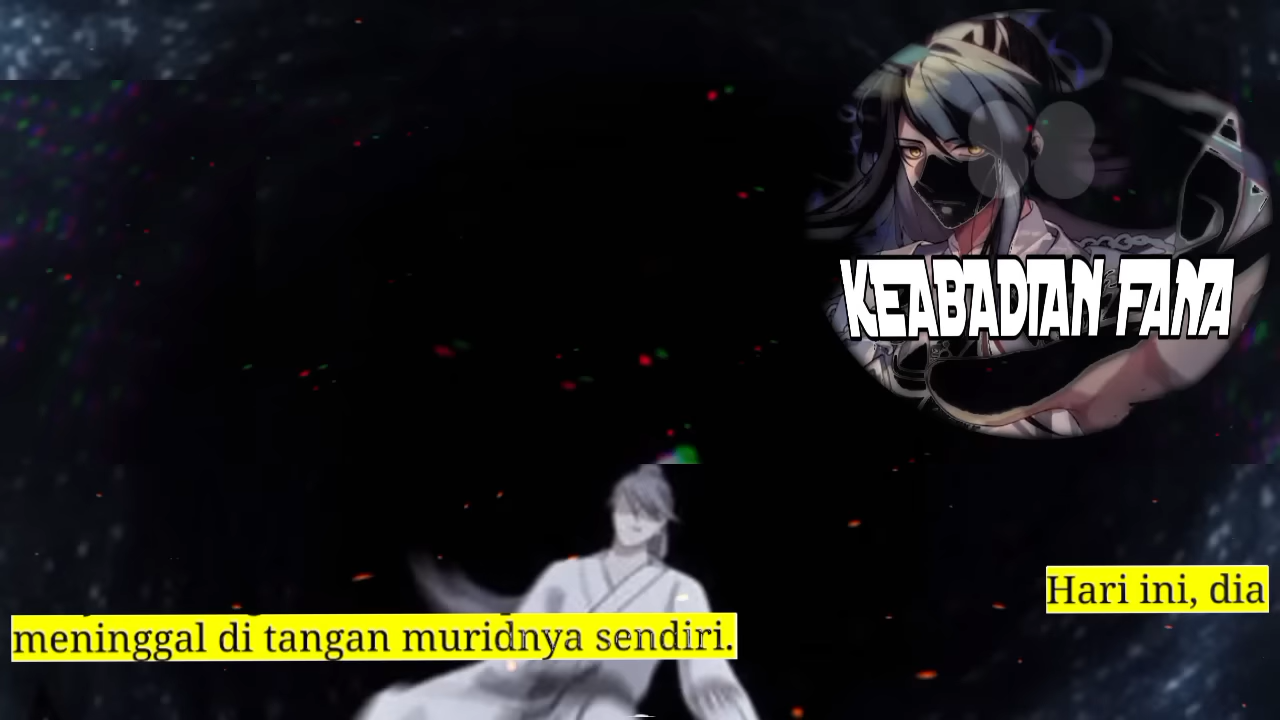 KEABADIAN FANA
Hari ini, dia
meninggal di tangan muridnya sendiri.